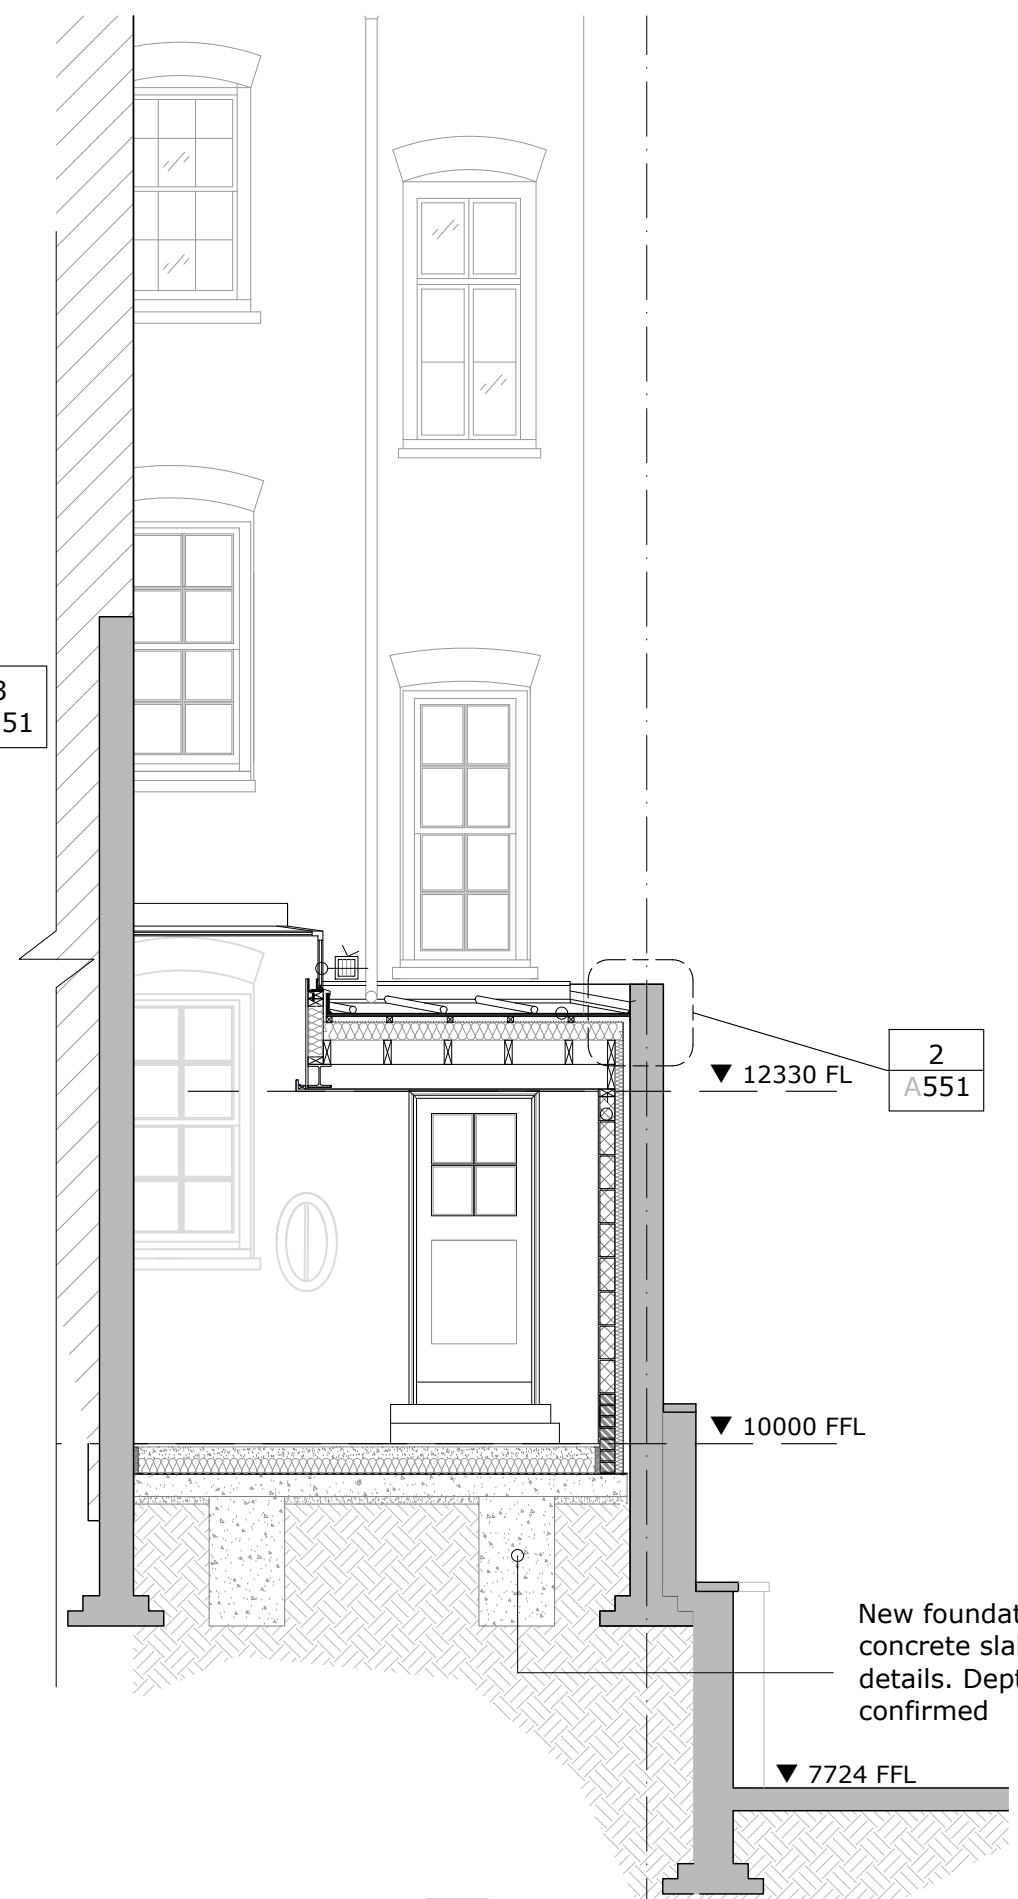 3
51
▼ 12330 FL
2
A551
▼ 10000 FFL
New foundat
concrete sla
details. Dept
confirmed
▼ 7724 FFL